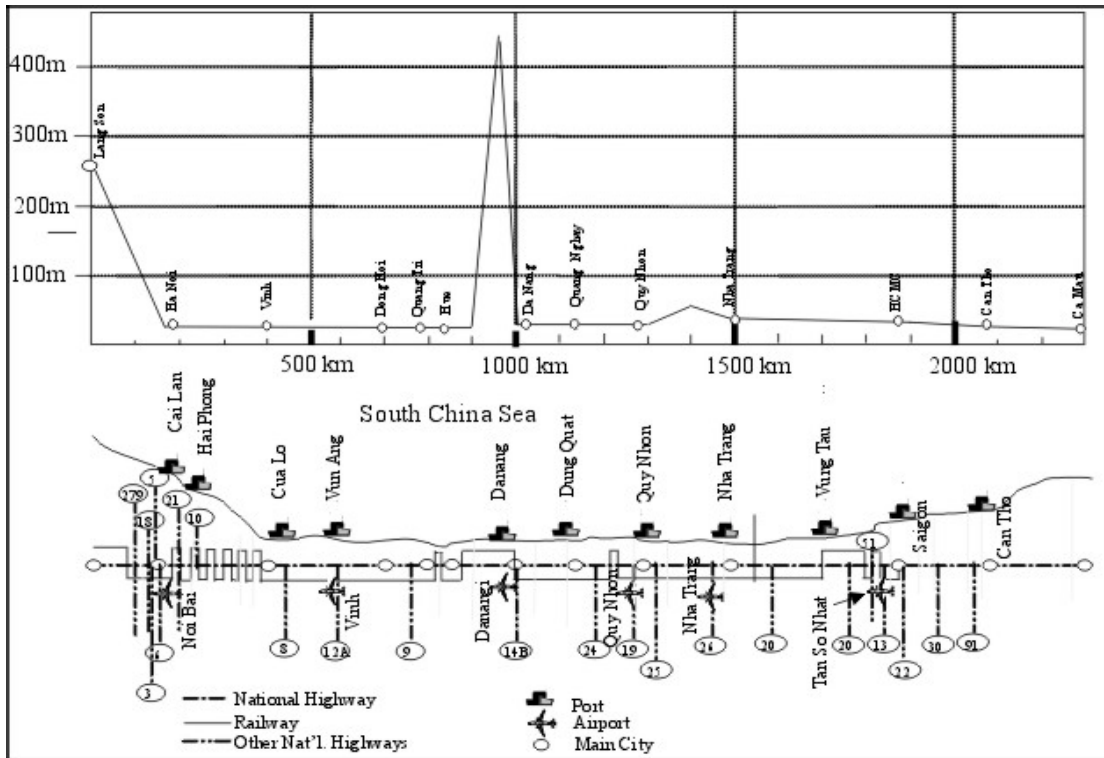 400m
300m
200m
100m
Lang Son
Ha Noi
Vinh
Dong Hoi
Quang Tri
Hue
Da Nang
Quang Nghay
Quy Nhon
Nha Trang
HCMC
Can Tho
Ca Mau
500 km
1000 km
1500 km
2000 km
South China Sea
Cai Lan
Hai Phong
Cua Lo
Vun Ang
Danang
Dung Quat
Quy Nhon
Nha Trang
Vung Tau
Saigon
Can Tho
279
18
5
21
10
51
Noi Bai
Vinh
Danangi
Quy Nhon
Nha Trang
Tan So Nhat
3
8
12A
9
14B
24
19
25
26
20
20
13
22
30
91
National Highway
Railway
Other Nat'l. Highways
Port
Airport
Main City